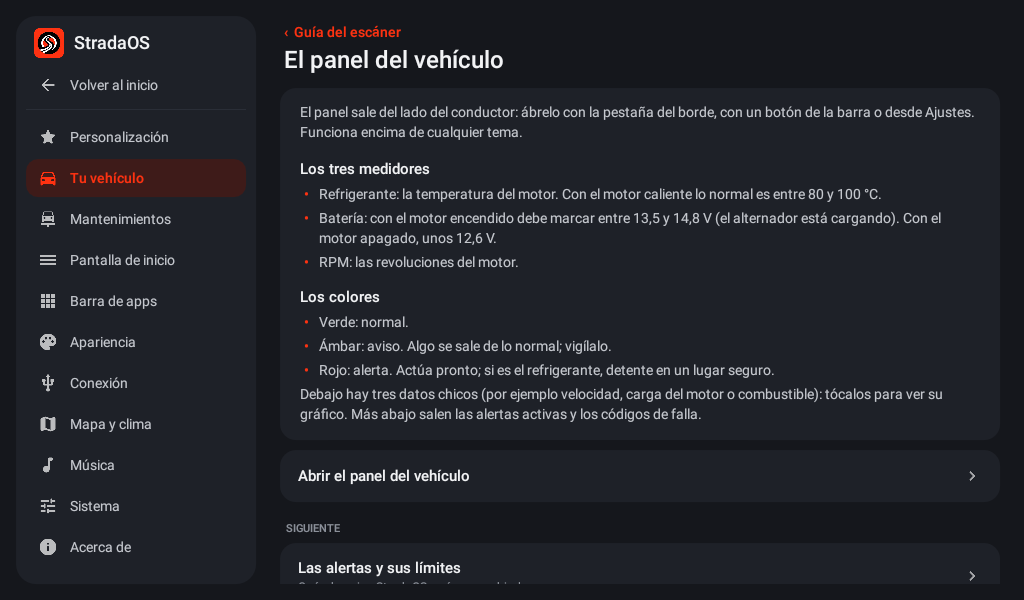 StradaOS
Volver al inicio
Personalización
Tu vehículo
Mantenimientos
Pantalla de inicio
Barra de apps
Apariencia
Conexión
Mapa y clima
Música
Sistema
Acerca de
‹ Guía del escáner
El panel del vehículo
El panel sale del lado del conductor: ábrelo con la pestaña del borde, con un botón de la barra o desde Ajustes.
Funciona encima de cualquier tema.
Los tres medidores
• Refrigerante: la temperatura del motor. Con el motor caliente lo normal es entre 80 y 100 °C.
• Batería: con el motor encendido debe marcar entre 13,5 y 14,8 V (el alternador está cargando). Con el
motor apagado, unos 12,6 V.
• RPM: las revoluciones del motor.
Los colores
• Verde: normal.
• Ámbar: aviso. Algo se sale de lo normal; vigílalo.
• Rojo: alerta. Actúa pronto; si es el refrigerante, detente en un lugar seguro.
Debajo hay tres datos chicos (por ejemplo velocidad, carga del motor o combustible): tócalos para ver su
gráfico. Más abajo salen las alertas activas y los códigos de falla.
Abrir el panel del vehículo
SIGUIENTE
Las alertas y sus límites